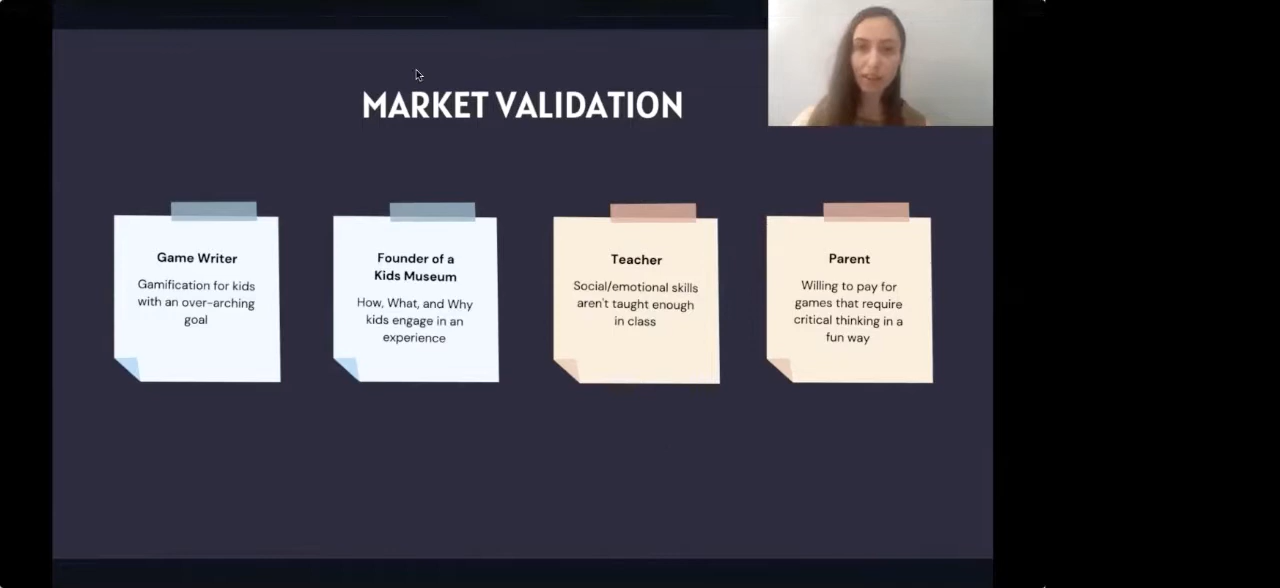 MARKET VALIDATION
Game Writer
Gamification for kids
with an over-arching
goal
Founder of a
Kids Museum
How, What, and Why
kids engage in an
experience
Teacher
Social/emotional skills
aren't taught enough
in class
Parent
Willing to pay for
games that require
critical thinking in a
fun way